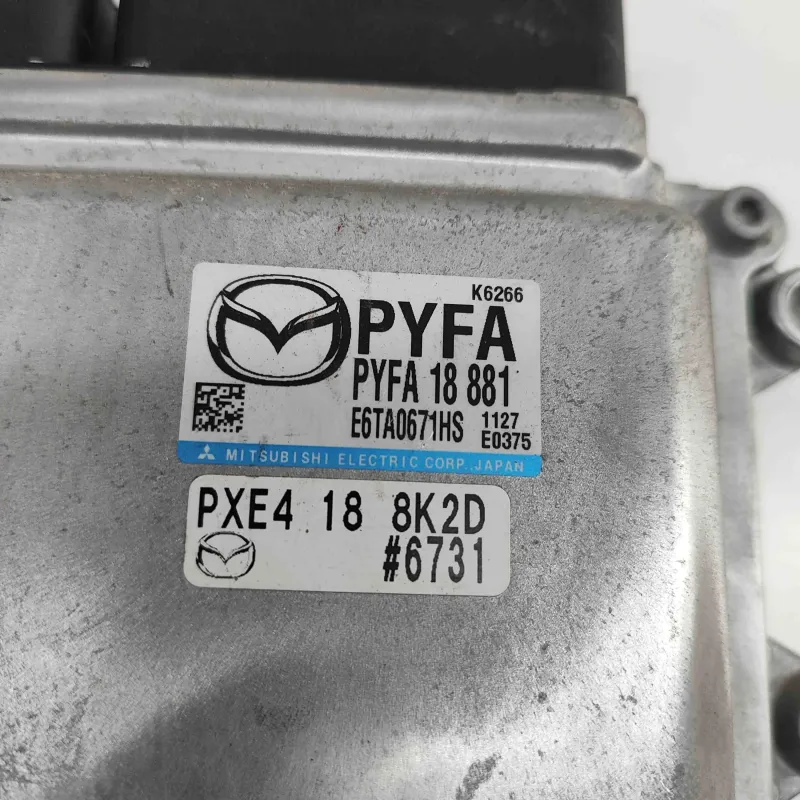 K6266
PYFA
PYFA 18 881
E6TA0671HS 1127
E0375
MITSUBISHI ELECTRIC CORP., JAPAN
PXE4 18 8K2D
#6731